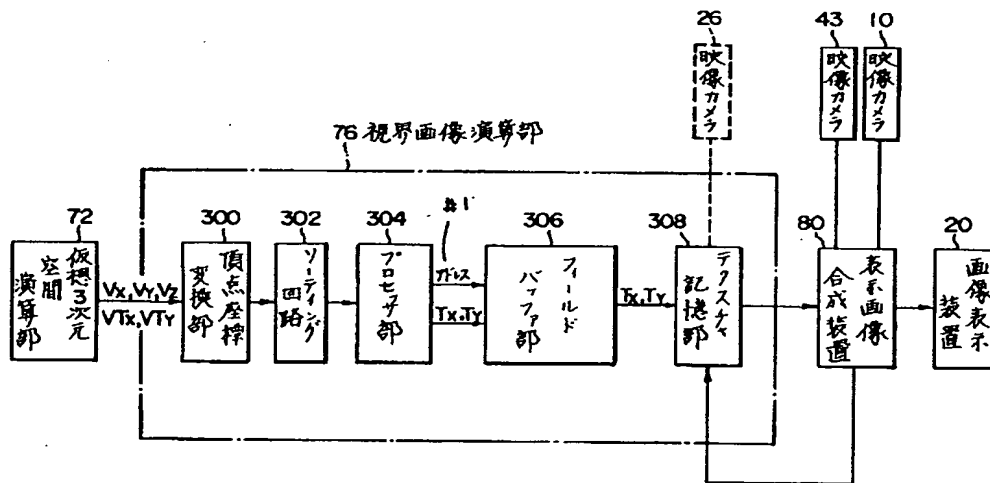 26
映像カメラ
43
映像カメラ
10
映像カメラ
76 視界画像演算部
72
仮想3次元
空間
演算部
VX,VY,VZ
VTX,VTY
300
頂点座標
変換部
302
ソーティング
回路
304
プロセッサ部
アドレス
TX,TY
306
フィールド
バッファ部
TX,TY
308
テクスチャ
記憶部
80
表示画像
合成装置
20
画像表示
装置